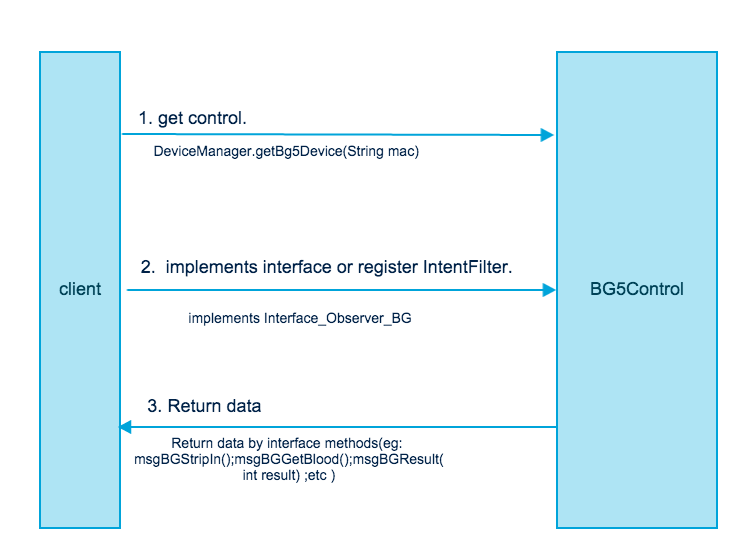 1. get control.
DeviceManager.getBg5Device(String mac)
2.  implements interface or register IntentFilter.
client
BG5Control
implements Interface_Observer_BG
3. Return data
Return data by interface methods(eg:
msgBGStripIn();msgBGGetBlood();msgBGResult(
int result) ;etc )